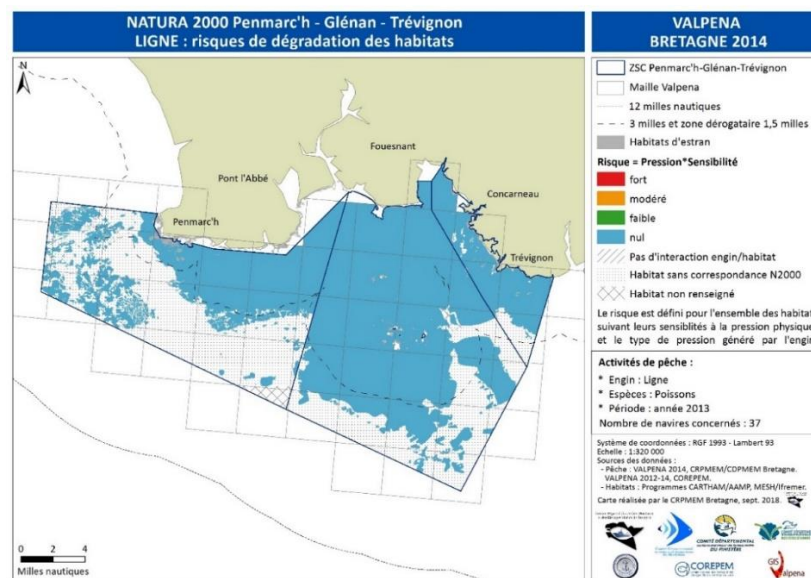 NATURA 2000 Penmarc'h - Glénan - Trévignon
LIGNE : risques de dégradation des habitats
VALPENA
BRETAGNE 2014
N
Fouesnant
Pont l'Abbé
Concarneau
Penmarc'h
Trévignon
0 2 4
Milles nautiques
ZSC Penmarc'h-Glénan-Trévignon
Maille Valpena
12 milles nautiques
3 milles et zone dérogataire 1,5 milles
Habitats d'estran
Risque = Pression*Sensibilité
fort
modéré
faible
nul
Pas d'interaction engin/habitat
Habitat sans correspondance N2000
Habitat non renseigné
Le risque est défini pour l'ensemble des habitat
suivant leurs sensiblités à la pression physique
et le type de pression généré par l'engin
Activités de pêche :
* Engin : Ligne
* Espèces : Poissons
* Période : année 2013
Nombre de navires concernés : 37
Système de coordonnées : RGF 1993 - Lambert 93
Echelle : 1:320 000
Sources des données :
- Pêche : VALPENA 2014, CRPMEM/CDPMEM Bretagne.
VALPENA 2012-14, COREPEM.
- Habitats : Programmes CARTHAM/AAMP, MESH/Ifremer.
Carte réalisée par le CRPMEM Bretagne, sept. 2018.
COMITÉ DÉPARTEMENTAL
DU FINISTÈRE
COREPEM
GIS
Valpena